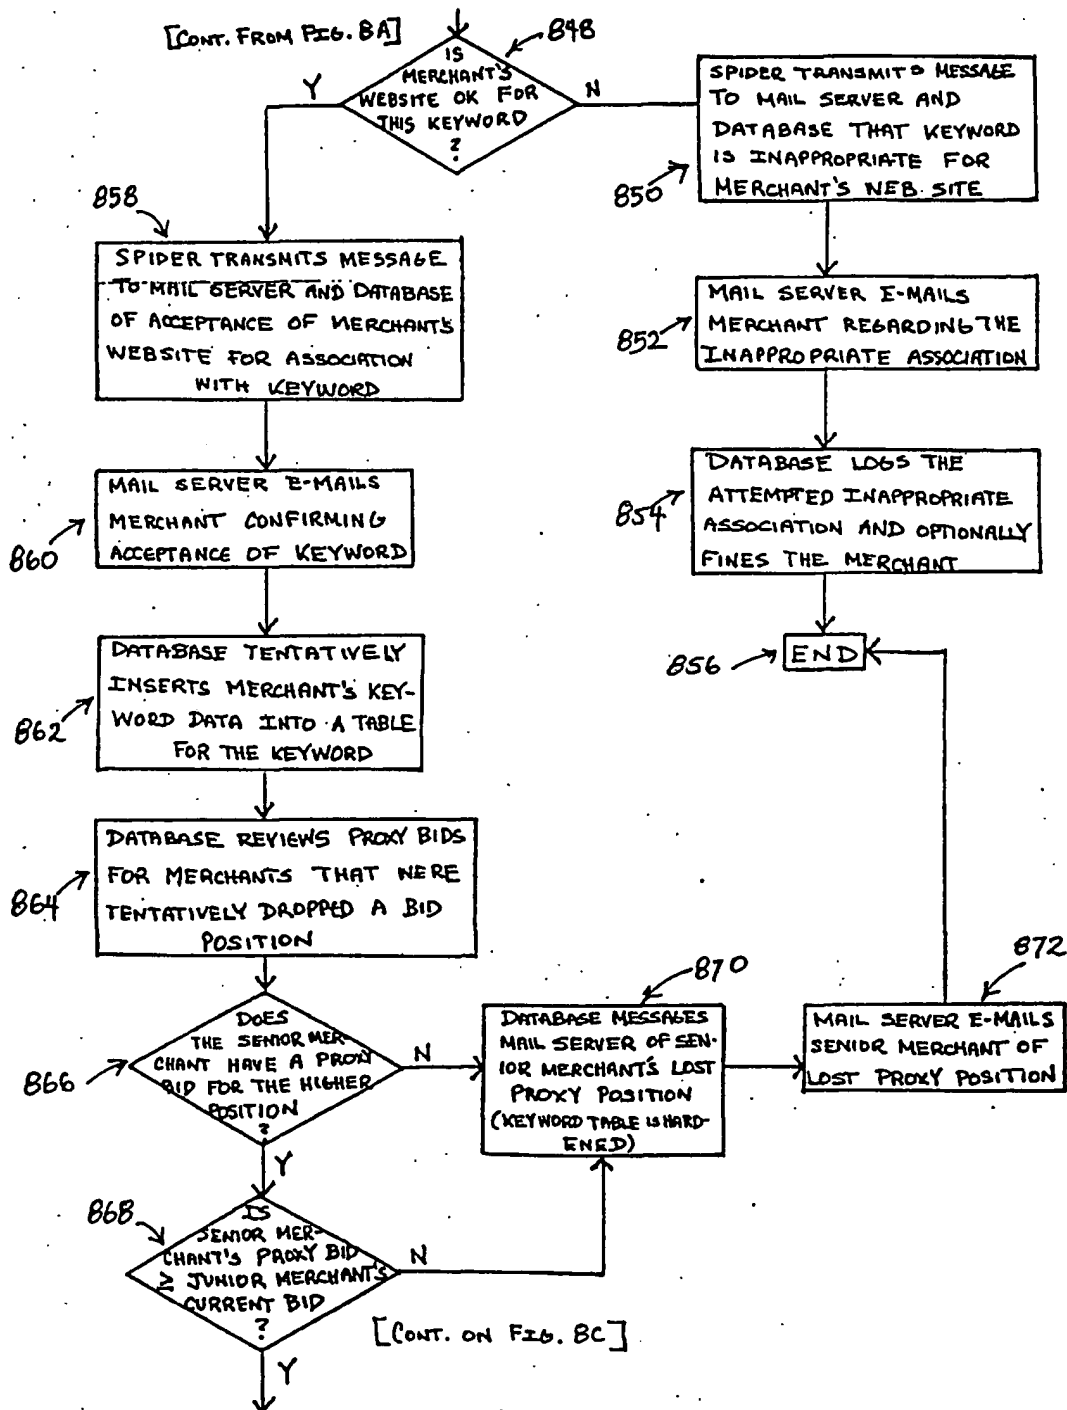 [CONT. FROM FIG. 8A]
848
IS
MERCHANT'S
WEBSITE OK FOR
THIS KEYWORD
?
Y
N
SPIDER TRANSMITS MESSAGE
TO MAIL SERVER AND
DATABASE THAT KEYWORD
IS INAPPROPRIATE FOR
MERCHANT'S WEB SITE
850
858
SPIDER TRANSMITS MESSAGE
TO MAIL SERVER AND DATABASE
OF ACCEPTANCE OF MERCHANT'S
WEBSITE FOR ASSOCIATION
WITH KEYWORD
MAIL SERVER E-MAILS
MERCHANT REGARDING THE
INAPPROPRIATE ASSOCIATION
852
DATABASE LOGS THE
ATTEMPTED INAPPROPRIATE
ASSOCIATION AND OPTIONALLY
FINES THE MERCHANT
854
MAIL SERVER E-MAILS
MERCHANT CONFIRMING
ACCEPTANCE OF KEYWORD
860
END
856
DATABASE TENTATIVELY
INSERTS MERCHANT'S KEY-
WORD DATA INTO A TABLE
FOR THE KEYWORD
862
DATABASE REVIEWS PROXY BIDS
FOR MERCHANTS THAT WERE
TENTATIVELY DROPPED A BID
POSITION
864
DOES
THE SENIOR MER-
CHANT HAVE A PROXY
BID FOR THE HIGHER
POSITION
?
866
N
Y
870
DATABASE MESSAGES
MAIL SERVER OF SEN-
IOR MERCHANT'S LOST
PROXY POSITION
(KEYWORD TABLE IS HARD-
ENED)
872
MAIL SERVER E-MAILS
SENIOR MERCHANT OF
LOST PROXY POSITION
868
IS
SENIOR MER-
CHANT'S PROXY BID
≥ JUNIOR MERCHANT'S
CURRENT BID
?
N
Y
[CONT. ON FIG. 8C]